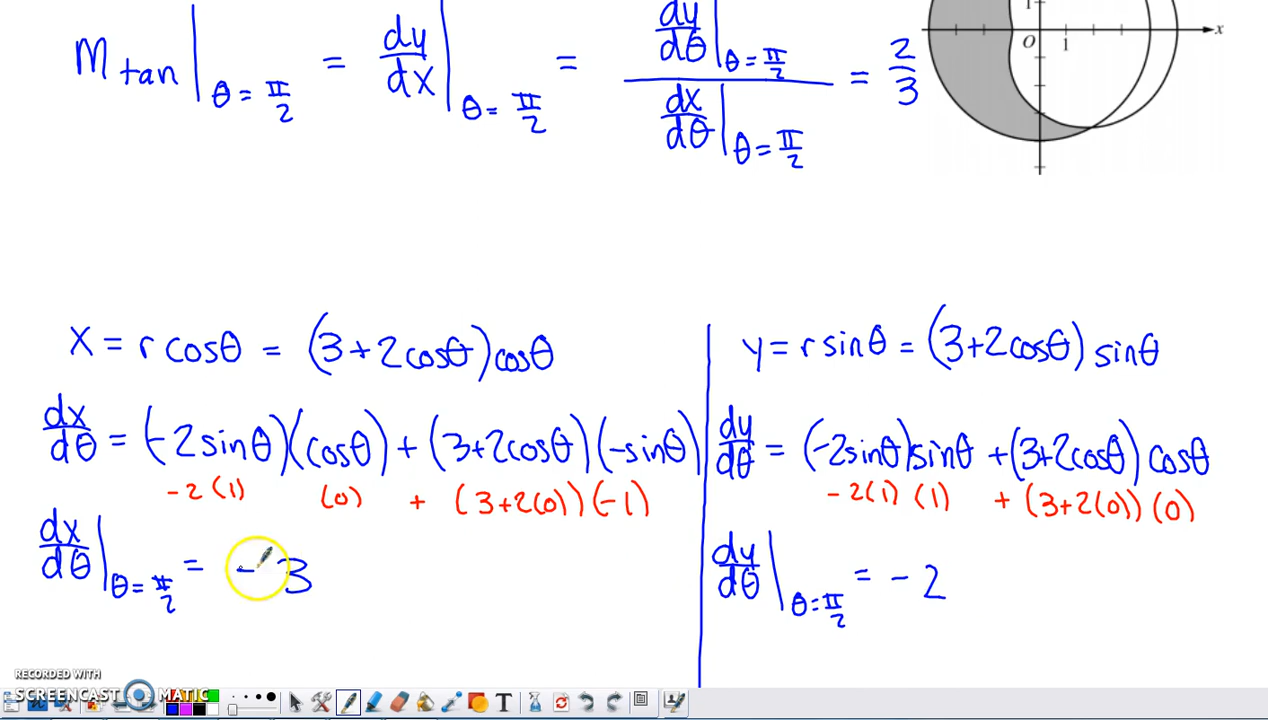 m tan |θ = π/2 = dy/dx |θ = π/2 = dy/dθ |θ = π/2 / dx/dθ |θ = π/2 = 2/3
1
O 1 x
x = r cosθ = (3+2cosθ)cosθ
dx/dθ = (-2sinθ)(cosθ) + (3+2cosθ)(-sinθ)
-2(1) (0) + (3+2(0))(-1)
dx/dθ |θ = π/2 = - 3
y = r sinθ = (3+2cosθ) sinθ
dy/dθ = (-2sinθ)sinθ + (3+2cosθ) cosθ
-2(1) (1) + (3+2(0)) (0)
dy/dθ |θ = π/2 = - 2
RECORDED WITH
SCREENCAST MATIC
T